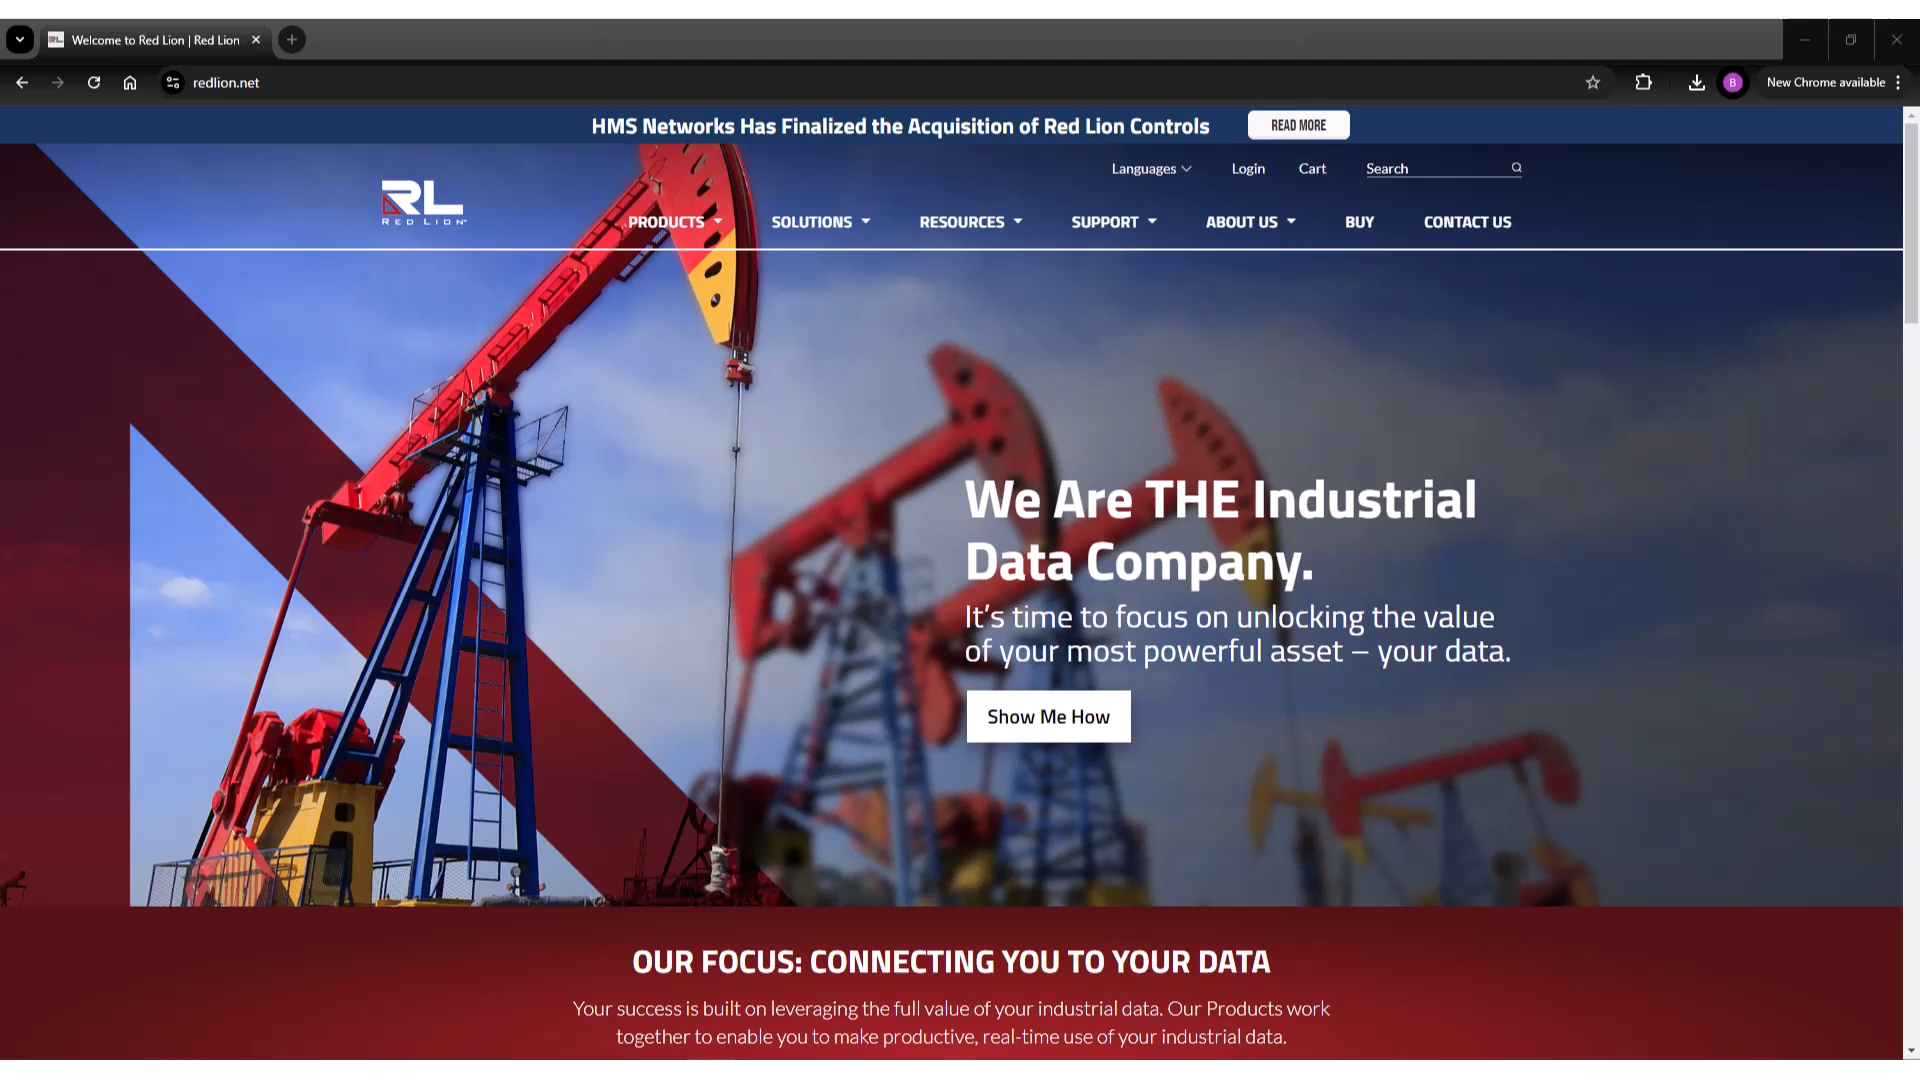 Welcome to Red Lion | Red Lion
redlion.net
B
New Chrome available
HMS Networks Has Finalized the Acquisition of Red Lion Controls
READ MORE
Languages
Login
Cart
Search
RL
RED LION
PRODUCTS
SOLUTIONS
RESOURCES
SUPPORT
ABOUT US
BUY
CONTACT US
We Are THE Industrial
Data Company.
It's time to focus on unlocking the value
of your most powerful asset – your data.
Show Me How
OUR FOCUS: CONNECTING YOU TO YOUR DATA
Your success is built on leveraging the full value of your industrial data. Our Products work
together to enable you to make productive, real-time use of your industrial data.